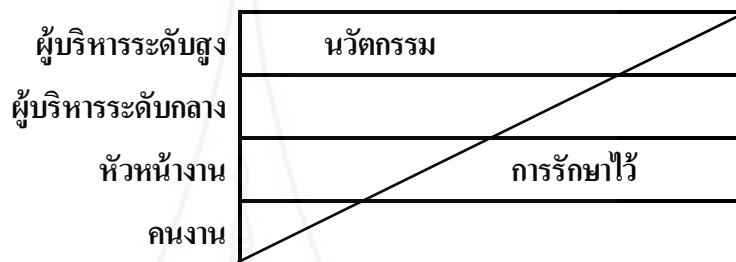 ผู้บริหารระดับสูง นวัตกรรม
ผู้บริหารระดับกลาง
หัวหน้างาน การรักษาไว้
คนงาน